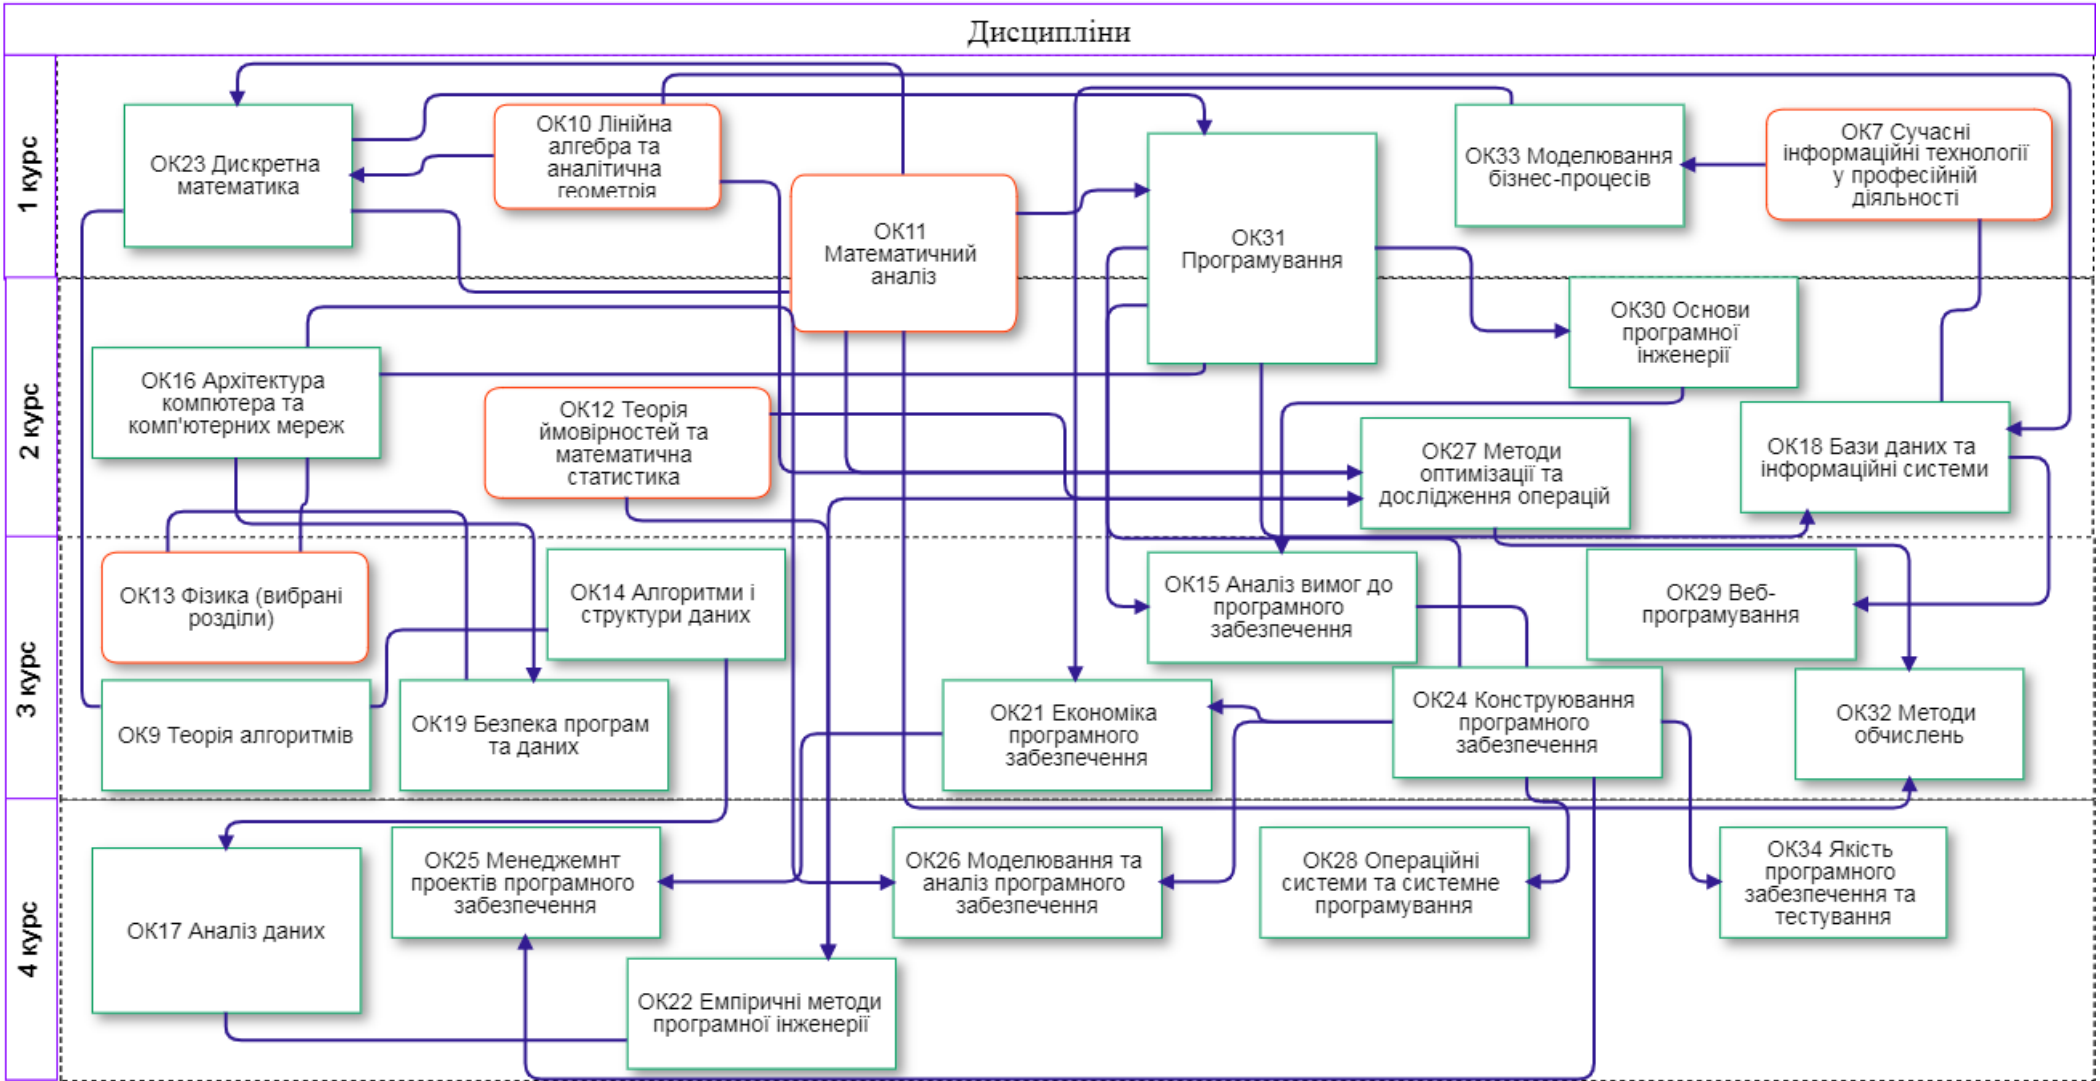 Дисципліни
1 курс
ОК23 Дискретна
математика
ОК10 Лінійна
алгебра та
аналітична
геометрія
ОК11
Математичний
аналіз
ОК31
Програмування
ОК33 Моделювання
бізнес-процесів
ОК7 Сучасні
інформаційні технології
у професійній
діяльності
2 курс
ОК16 Архітектура
компютера та
комп'ютерних мереж
ОК12 Теорія
ймовірностей та
математична
статистика
ОК30 Основи
програмної
інженерії
ОК27 Методи
оптимізації та
дослідження операцій
ОК18 Бази даних та
інформаційні системи
3 курс
ОК13 Фізика (вибрані
розділи)
ОК14 Алгоритми і
структури даних
ОК15 Аналіз вимог до
програмного
забезпечення
ОК29 Веб-
програмування
ОК9 Теорія алгоритмів
ОК19 Безпека програм
та даних
ОК21 Економіка
програмного
забезпечення
ОК24 Конструювання
програмного
забезпечення
ОК32 Методи
обчислень
4 курс
ОК17 Аналіз даних
ОК25 Менеджемнт
проектів програмного
забезпечення
ОК26 Моделювання та
аналіз програмного
забезпечення
ОК28 Операційні
системи та системне
програмування
ОК34 Якість
програмного
забезпечення та
тестування
ОК22 Емпіричні методи
програмної інженерії